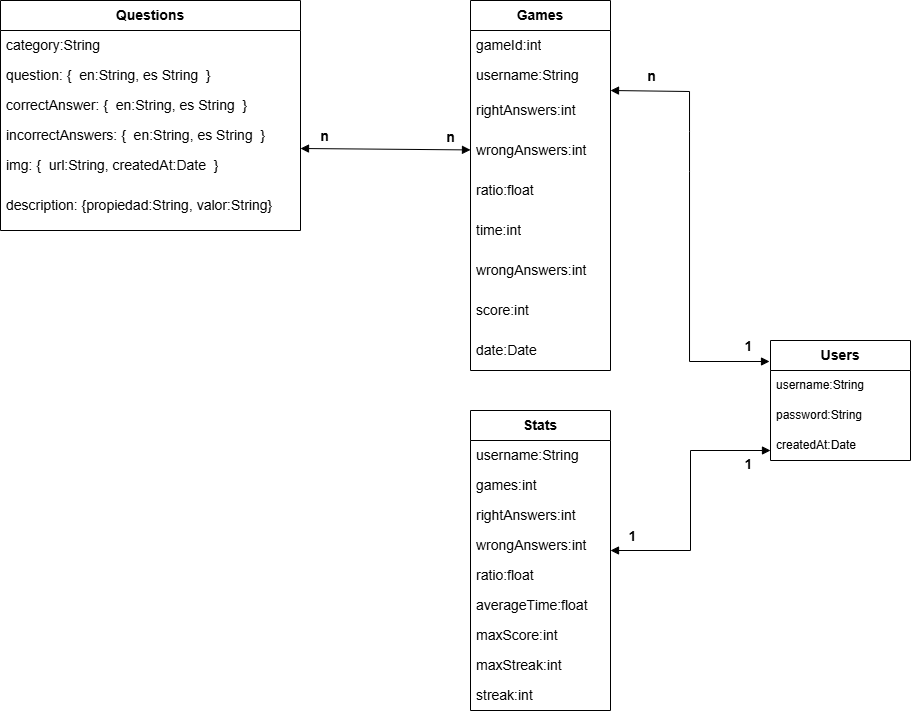 Questions
category:String
question: {  en:String, es String  }
correctAnswer: {  en:String, es String  }
incorrectAnswers: {  en:String, es String  }
img: {  url:String, createdAt:Date  }
description: {propiedad:String, valor:String}
n
n
Games
gameId:int
username:String
rightAnswers:int
wrongAnswers:int
ratio:float
time:int
wrongAnswers:int
score:int
date:Date
n
1
Users
username:String
password:String
createdAt:Date
1
1
Stats
username:String
games:int
rightAnswers:int
wrongAnswers:int
ratio:float
averageTime:float
maxScore:int
maxStreak:int
streak:int